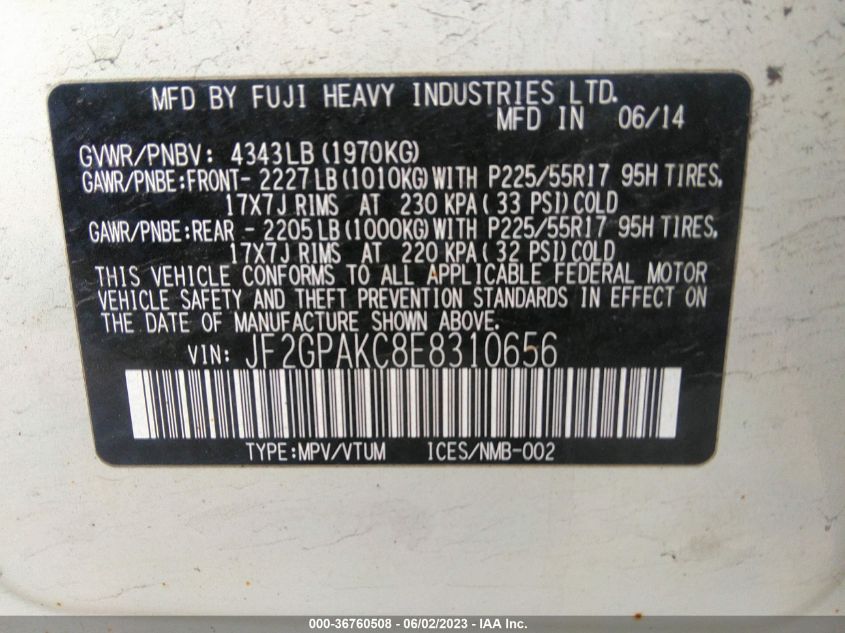 MFD BY FUJI HEAVY INDUSTRIES LTD.
MFD IN 06/14
GVWR/PNBV: 4343LB(1970KG)
GAWR/PNBE:FRONT- 2227LB(1010KG)WITH P225/55R17 95H TIRES,
17X7J RIMS AT 230 KPA( 33 PSI)COLD
GAWR/PNBE:REAR - 2205LB(1000KG)WITH P225/55R17 95H TIRES,
17X7J RIMS AT 220 KPA( 32 PSI)COLD
THIS VEHICLE CONFORMS TO ALL APPLICABLE FEDERAL MOTOR
VEHICLE SAFETY AND THEFT PREVENTION STANDARDS IN EFFECT ON
THE DATE OF MANUFACTURE SHOWN ABOVE.
VIN: JF2GPAKC8E8310656
TYPE:MPV/VTUM ICES/NMB-002
000-36760508 - 06/02/2023 - IAA Inc.